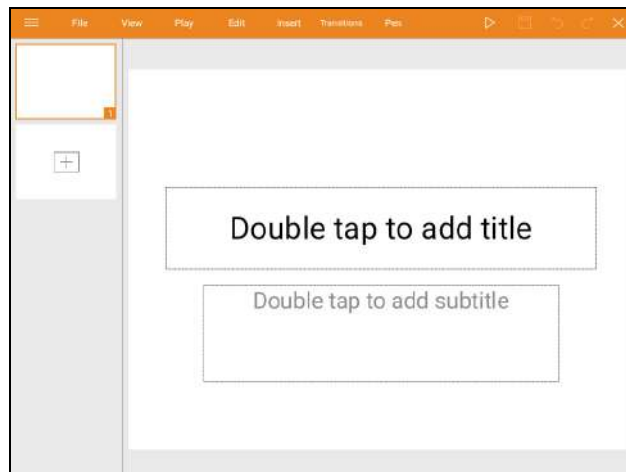 File View Play Edit Insert Transitions Pen
1
Double tap to add title
Double tap to add subtitle